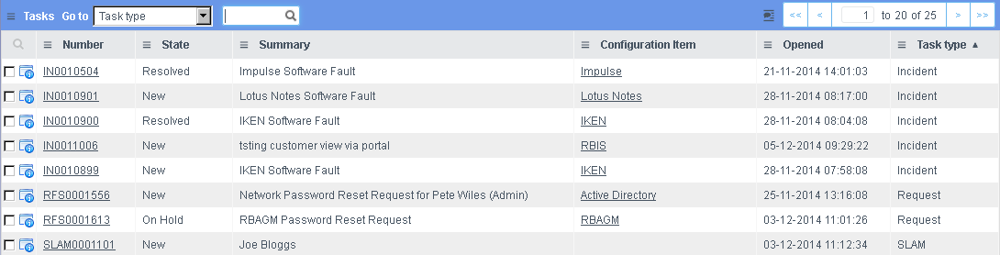 Tasks Go to Task type 1 to 20 of 25
<< < > >>
Number State Summary Configuration Item Opened Task type
IN0010504 Resolved Impulse Software Fault Impulse 21-11-2014 14:01:03 Incident
IN0010901 New Lotus Notes Software Fault Lotus Notes 28-11-2014 08:17:00 Incident
IN0010900 Resolved IKEN Software Fault IKEN 28-11-2014 08:04:08 Incident
IN0011006 New tsting customer view via portal RBIS 05-12-2014 09:29:22 Incident
IN0010899 New IKEN Software Fault IKEN 28-11-2014 07:58:08 Incident
RFS0001556 New Network Password Reset Request for Pete Wiles (Admin) Active Directory 25-11-2014 13:16:08 Request
RFS0001613 On Hold RBAGM Password Reset Request RBAGM 03-12-2014 11:01:26 Request
SLAM0001101 New Joe Bloggs 03-12-2014 11:12:34 SLAM